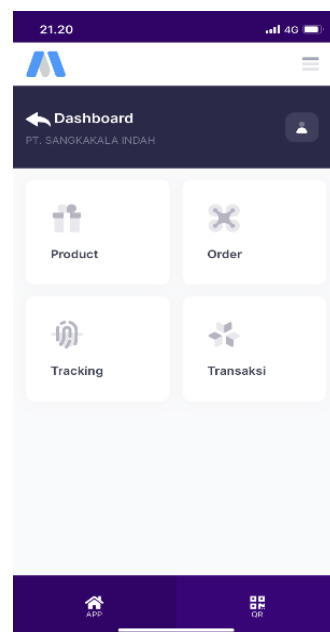 21.20
4G
Dashboard
PT. SANGKAKALA INDAH
Product
Order
Tracking
Transaksi
APP
QR